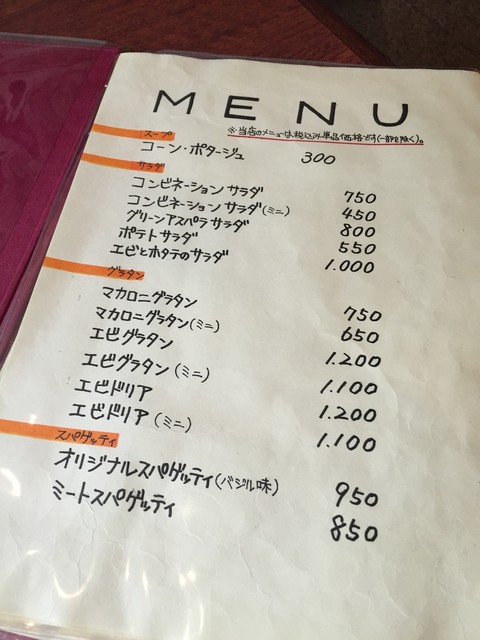 MENU
※当店のメニューは税込み単品価格です(一部を除く)。
スープ
コーン・ポタージュ 300
サラダ
コンビネーションサラダ 750
コンビネーションサラダ(ミニ) 450
グリーンアスパラサラダ 800
ポテトサラダ 550
エビとホタテのサラダ 1.000
グラタン
マカロニグラタン 750
マカロニグラタン(ミニ) 650
エビグラタン 1.200
エビグラタン(ミニ) 1.100
エビドリア 1.200
エビドリア(ミニ) 1.100
スパゲッティ
オリジナルスパゲッティ(バジル味) 950
ミートスパゲッティ 850